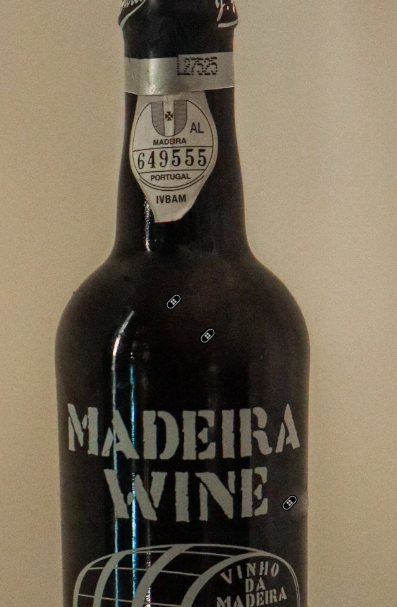 L27525
AL
MADEIRA
649555
PORTUGAL
IVBAM
MADEIRA
WINE
VINHO
DA
MADEIRA